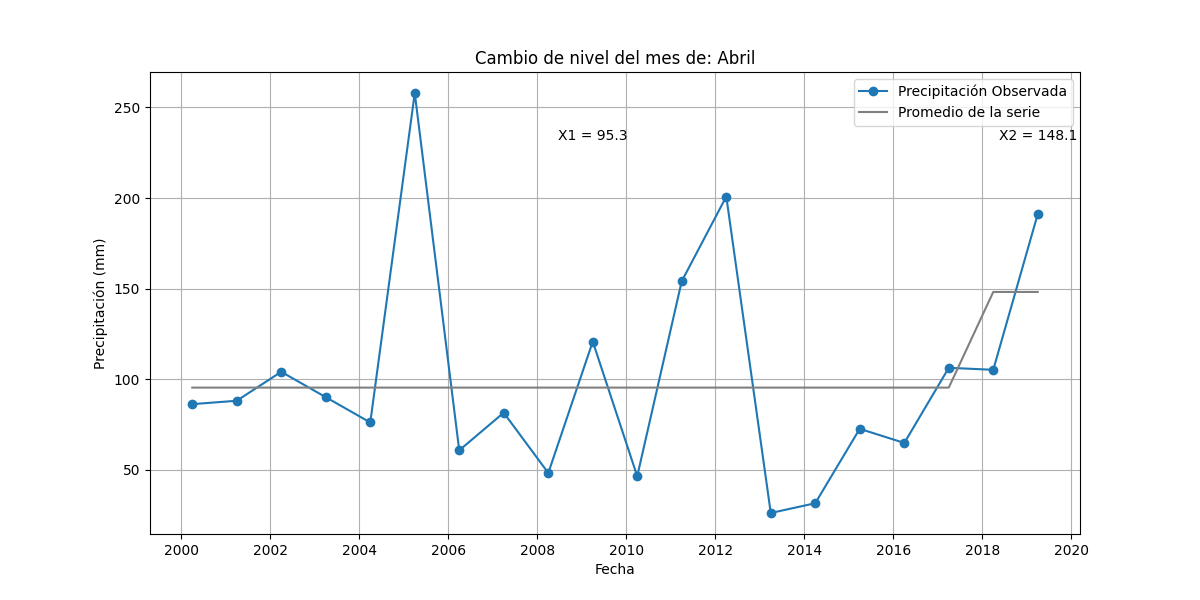 Cambio de nivel del mes de: Abril
Precipitación Observada
Promedio de la serie
X1 = 95.3
X2 = 148.1
Precipitación (mm)
250
200
150
100
50
2000 2002 2004 2006 2008 2010 2012 2014 2016 2018 2020
Fecha